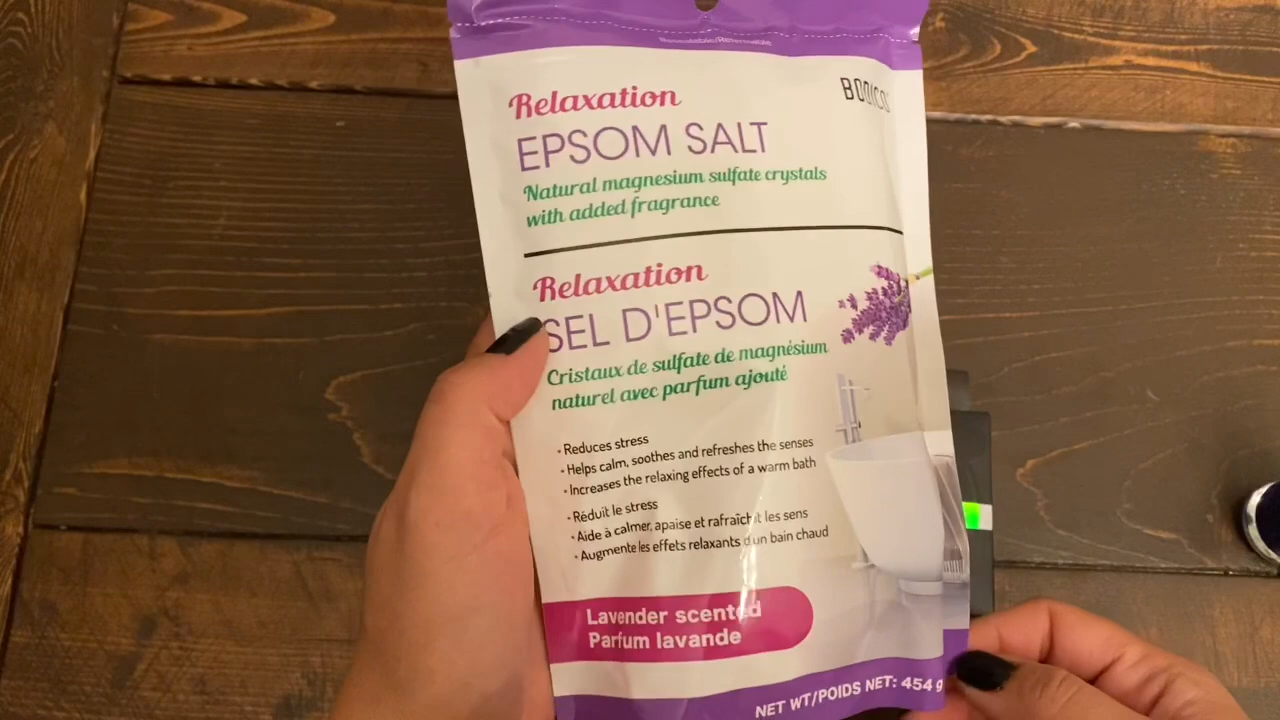 Resealable/Refermable
BODICO
Relaxation
EPSOM SALT
Natural magnesium sulfate crystals
with added fragrance
Relaxation
SEL D'EPSOM
Cristaux de sulfate de magnésium
naturel avec parfum ajouté
• Reduces stress
• Helps calm, soothes and refreshes the senses
• Increases the relaxing effects of a warm bath
• Réduit le stress
• Aide à calmer, apaise et rafraîchit les sens
• Augmente les effets relaxants d'un bain chaud
Lavender scented
Parfum lavande
NET WT/POIDS NET: 454 g